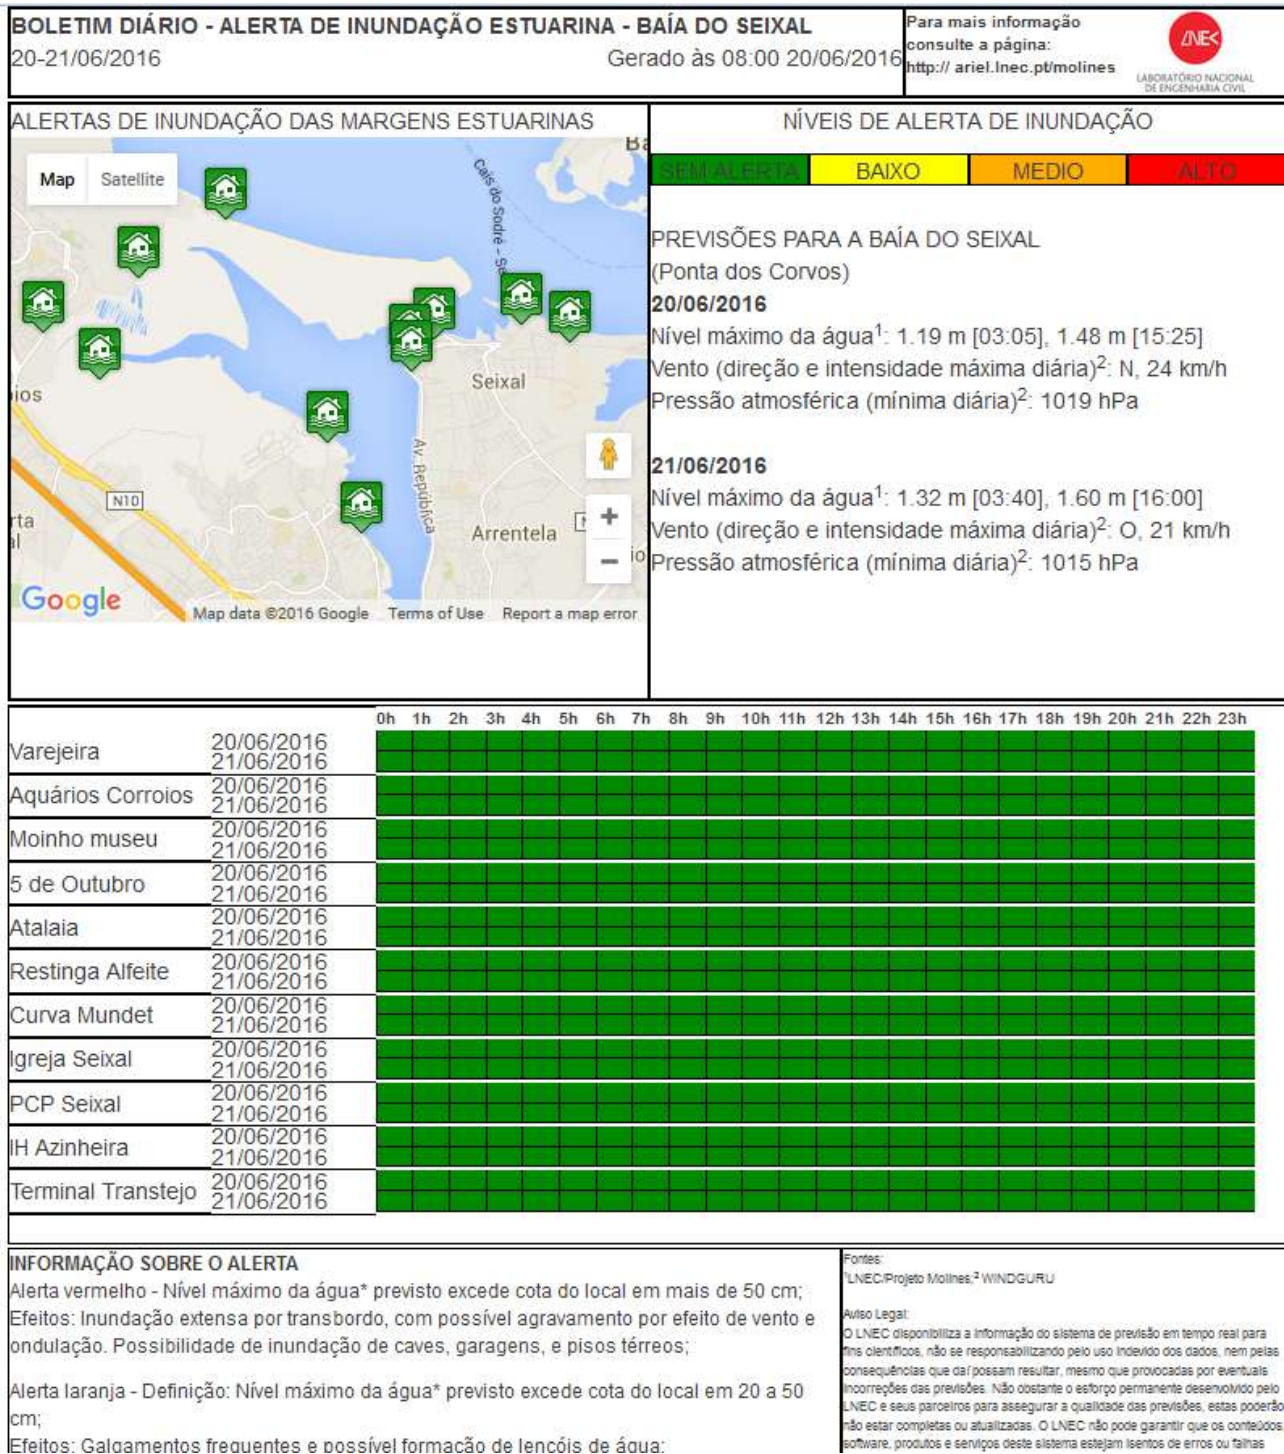 BOLETIM DIÁRIO - ALERTA DE INUNDAÇÃO ESTUARINA - BAÍA DO SEIXAL
20-21/06/2016
Gerado às 08:00 20/06/2016
Para mais informação
consulte a página:
http:// ariel.lnec.pt/molines
LNEC
LABORATÓRIO NACIONAL
DE ENGENHARIA CIVIL
ALERTAS DE INUNDAÇÃO DAS MARGENS ESTUARINAS
Map Satellite
Cais do Sodré - Se
Ba
Seixal
ios
Av. República
N10
rta
al
Arrentela
N
io
+
−
Google
Map data ©2016 Google Terms of Use Report a map error
NÍVEIS DE ALERTA DE INUNDAÇÃO
SEM ALERTA BAIXO MEDIO ALTO
PREVISÕES PARA A BAÍA DO SEIXAL
(Ponta dos Corvos)
20/06/2016
Nível máximo da água¹: 1.19 m [03:05], 1.48 m [15:25]
Vento (direção e intensidade máxima diária)²: N, 24 km/h
Pressão atmosférica (mínima diária)²: 1019 hPa
21/06/2016
Nível máximo da água¹: 1.32 m [03:40], 1.60 m [16:00]
Vento (direção e intensidade máxima diária)²: O, 21 km/h
Pressão atmosférica (mínima diária)²: 1015 hPa
0h 1h 2h 3h 4h 5h 6h 7h 8h 9h 10h 11h 12h 13h 14h 15h 16h 17h 18h 19h 20h 21h 22h 23h
Varejeira
20/06/2016
21/06/2016
Aquários Corroios
20/06/2016
21/06/2016
Moinho museu
20/06/2016
21/06/2016
5 de Outubro
20/06/2016
21/06/2016
Atalaia
20/06/2016
21/06/2016
Restinga Alfeite
20/06/2016
21/06/2016
Curva Mundet
20/06/2016
21/06/2016
Igreja Seixal
20/06/2016
21/06/2016
PCP Seixal
20/06/2016
21/06/2016
IH Azinheira
20/06/2016
21/06/2016
Terminal Transtejo
20/06/2016
21/06/2016
INFORMAÇÃO SOBRE O ALERTA
Alerta vermelho - Nível máximo da água* previsto excede cota do local em mais de 50 cm;
Efeitos: Inundação extensa por transbordo, com possível agravamento por efeito de vento e
ondulação. Possibilidade de inundação de caves, garagens, e pisos térreos;
Alerta laranja - Definição: Nível máximo da água* previsto excede cota do local em 20 a 50
cm;
Efeitos: Galgamentos frequentes e possível formação de lençóis de água;
Fontes:
¹LNEC/Projeto Molines;² WINDGURU
Aviso Legal:
O LNEC disponibiliza a informação do sistema de previsão em tempo real para
fins cientificos, não se responsabilizando pelo uso indevido dos dados, nem pelas
consequências que daí possam resultar, mesmo que provocadas por eventuais
incorreções das previsões. Não obstante o esforço permanente desenvolvido pelo
LNEC e seus parceiros para assegurar a qualidade das previsões, estas poderão
não estar completas ou atualizadas. O LNEC não pode garantir que os conteúdos,
software, produtos e serviços deste sistema estejam isentos de erros ou falhas